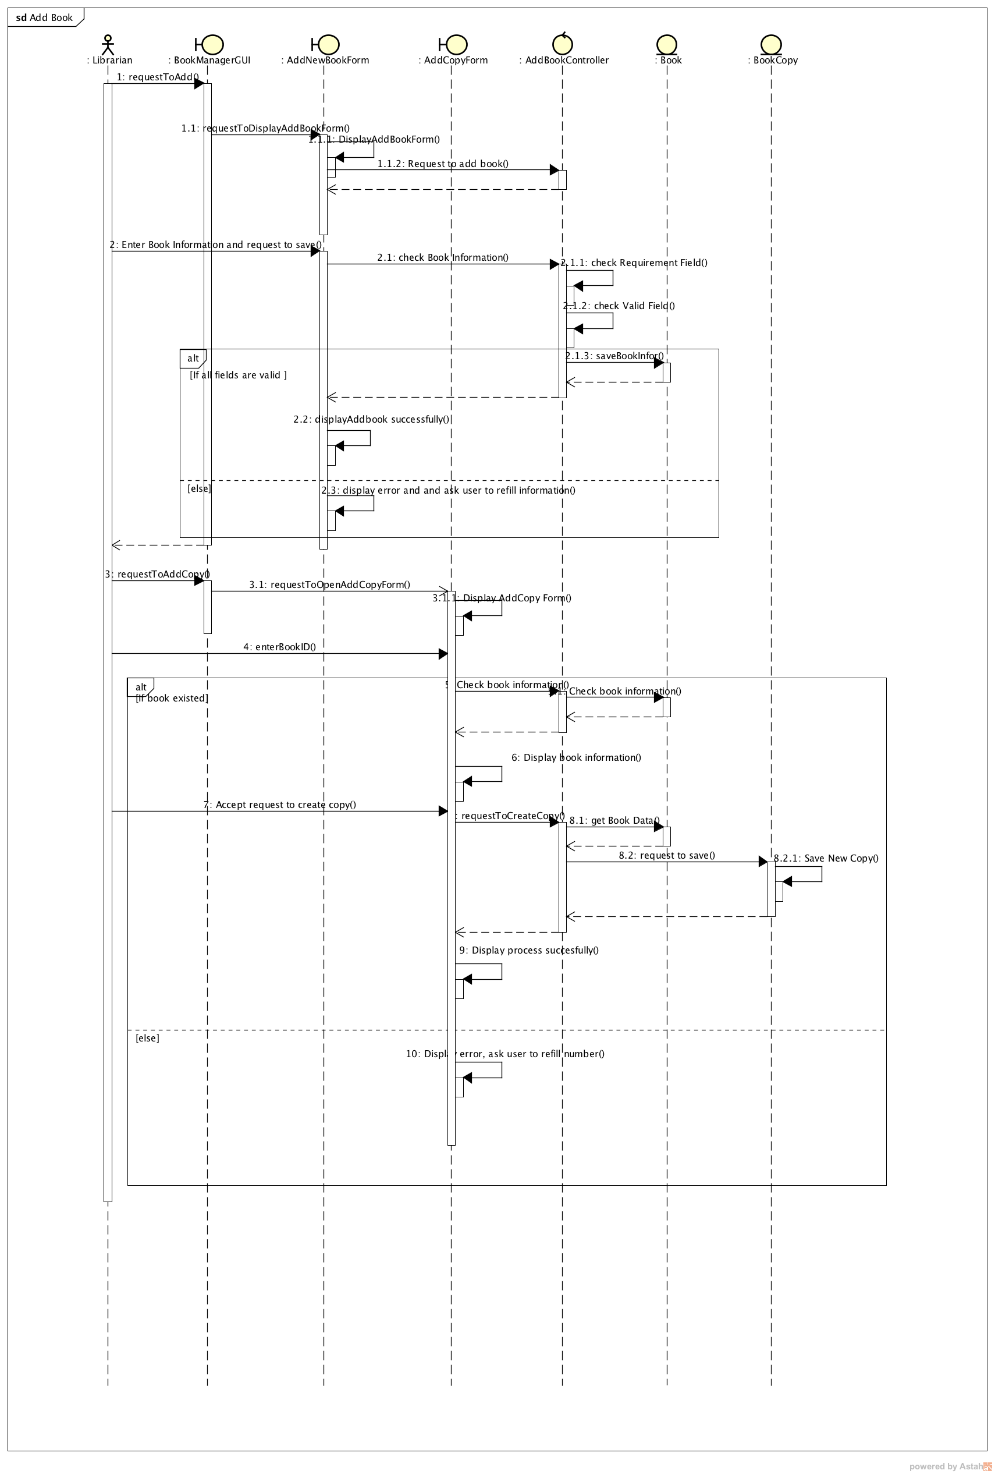 sd Add Book
: Librarian
: BookManagerGUI
: AddNewBookForm
: AddCopyForm
: AddBookController
: Book
: BookCopy
1: requestToAdd()
1.1: requestToDisplayAddBookForm()
1.1.1: DisplayAddBookForm()
1.1.2: Request to add book()
2: Enter Book Information and request to save()
2.1: check Book Information()
2.1.1: check Requirement Field()
2.1.2: check Valid Field()
alt
2.1.3: saveBookInfor()
[If all fields are valid ]
2.2: displayAddbook successfully()
[else]
2.3: display error and and ask user to refill information()
3: requestToAddCopy()
3.1: requestToOpenAddCopyForm()
3.1.1: Display AddCopy Form()
4: enterBookID()
alt
5: Check book information()
: Check book information()
[If book existed]
6: Display book information()
7: Accept request to create copy()
: requestToCreateCopy()
8.1: get Book Data()
8.2: request to save()
8.2.1: Save New Copy()
9: Display process succesfully()
[else]
10: Display error, ask user to refill number()
powered by Astah